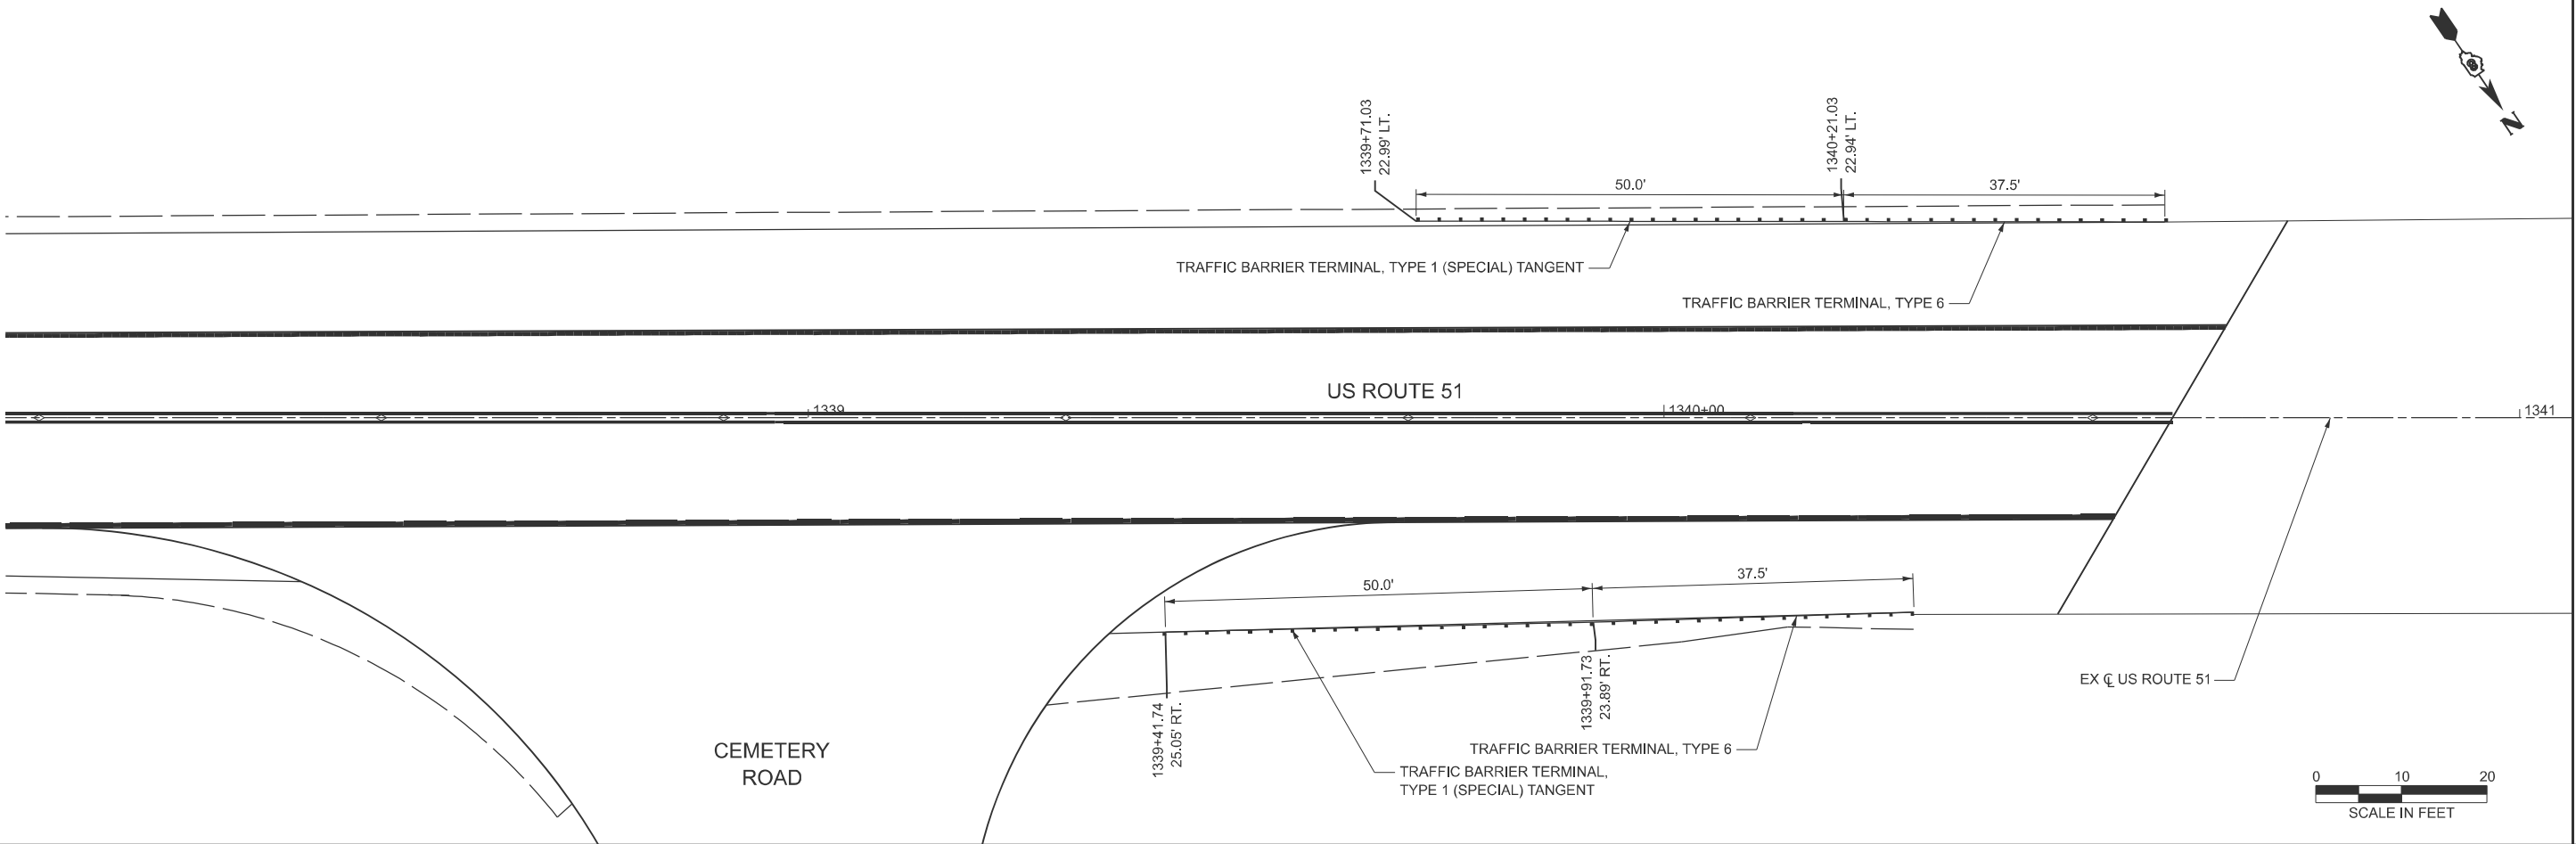 N
1339+71.03
22.99' LT.
1340+21.03
22.94' LT.
50.0'
37.5'
TRAFFIC BARRIER TERMINAL, TYPE 1 (SPECIAL) TANGENT
TRAFFIC BARRIER TERMINAL, TYPE 6
US ROUTE 51
1339
1340+00
1341
50.0'
37.5'
1339+41.74
25.05' RT.
1339+91.73
23.89' RT.
EX ℄ US ROUTE 51
CEMETERY
ROAD
TRAFFIC BARRIER TERMINAL, TYPE 6
TRAFFIC BARRIER TERMINAL,
TYPE 1 (SPECIAL) TANGENT
0 10 20
SCALE IN FEET